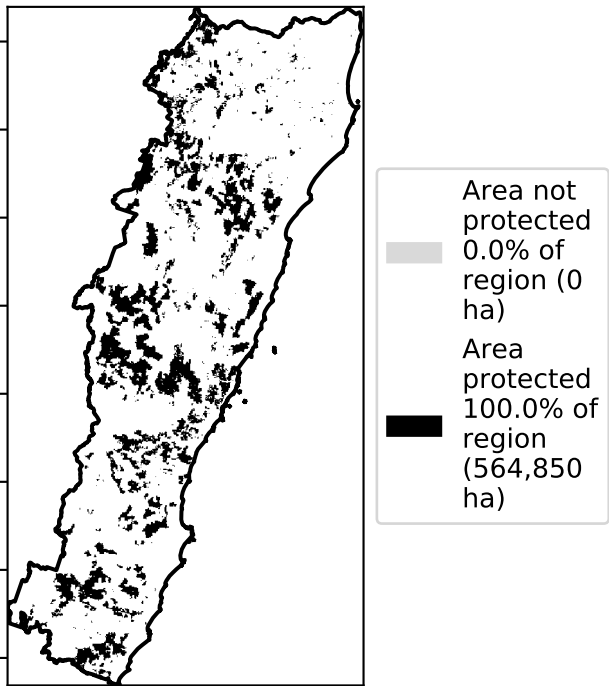 Area not
protected
0.0% of
region (0
ha)
Area
protected
100.0% of
region
(564,850
ha)